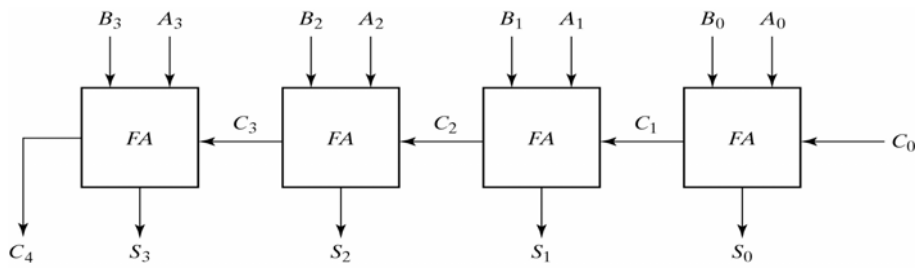 B₃ A₃ B₂ A₂ B₁ A₁ B₀ A₀
FA C₃ FA C₂ FA C₁ FA C₀
C₄ S₃ S₂ S₁ S₀